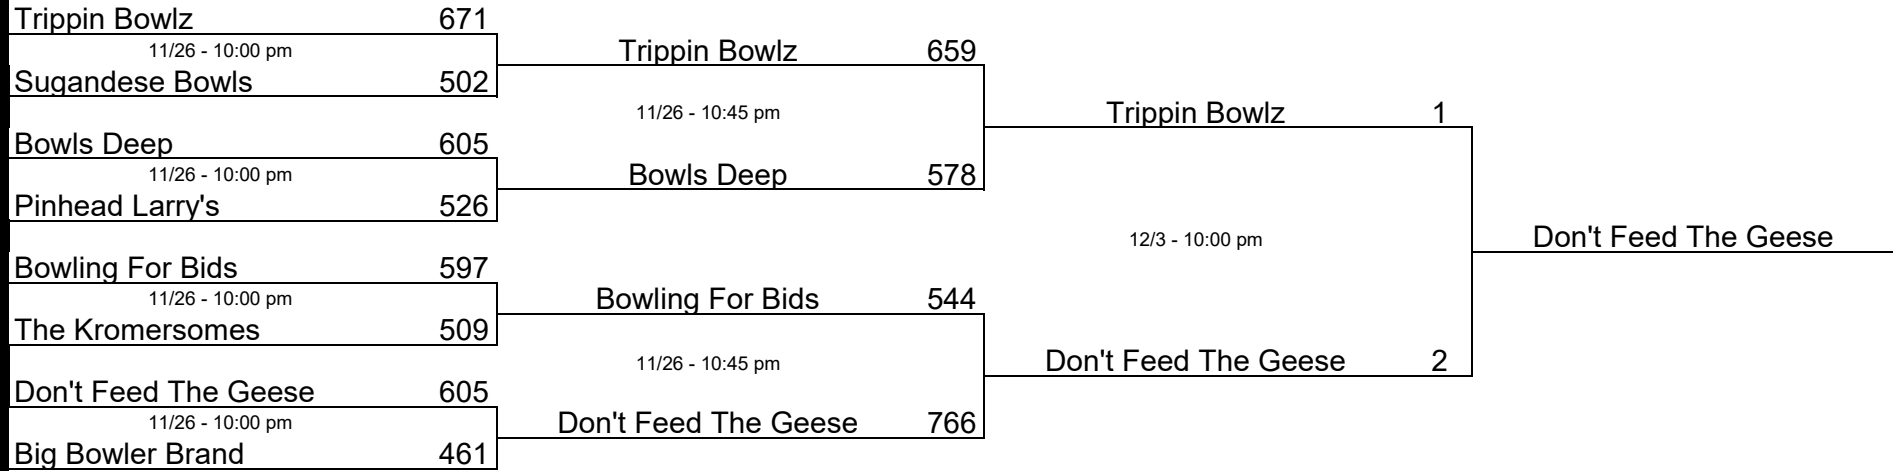 Trippin Bowlz 671
11/26 - 10:00 pm
Sugandese Bowls 502
Bowls Deep 605
11/26 - 10:00 pm
Pinhead Larry's 526
Bowling For Bids 597
11/26 - 10:00 pm
The Kromersomes 509
Don't Feed The Geese 605
11/26 - 10:00 pm
Big Bowler Brand 461
Trippin Bowlz 659
11/26 - 10:45 pm
Bowls Deep 578
Bowling For Bids 544
11/26 - 10:45 pm
Don't Feed The Geese 766
Trippin Bowlz 1
12/3 - 10:00 pm
Don't Feed The Geese 2
Don't Feed The Geese